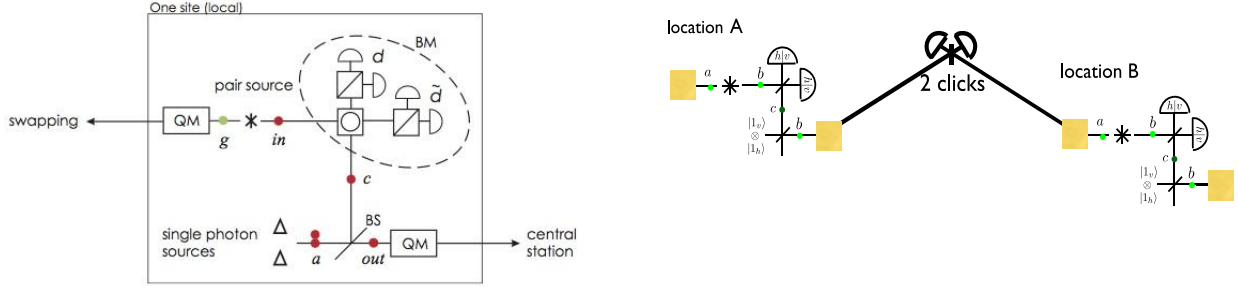 One site (local)
BM
d
pair source
d̃
swapping
QM
g
in
c
single photon
sources
Δ
Δ
a
BS
out
QM
central
station
location A
h|v
a
b
h|v
c
|1ᵥ⟩
⊗
|1ₕ⟩
b
2 clicks
location B
h|v
a
b
h|v
c
|1ᵥ⟩
⊗
|1ₕ⟩
b